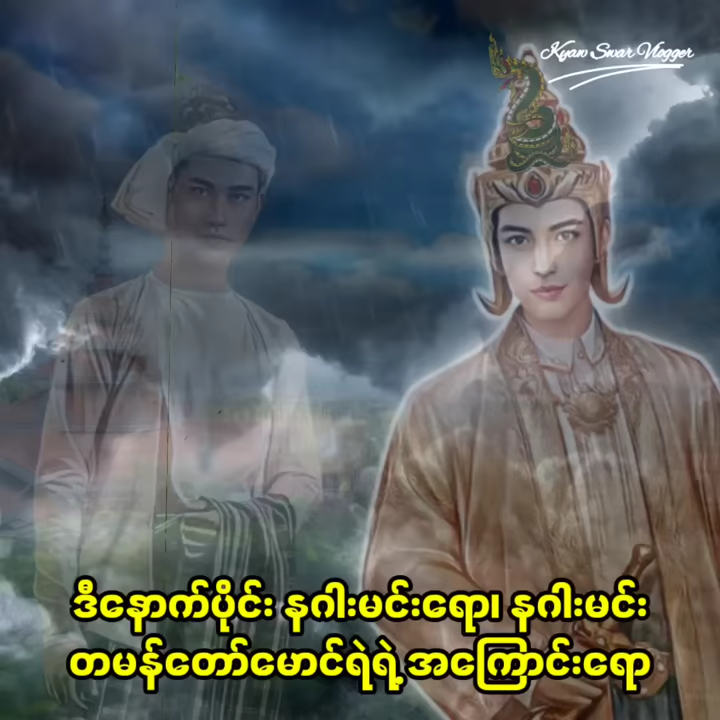 Kyaw Swar Vlogger
ဒီနောက်ပိုင်း နဂါးမင်းရော၊ နဂါးမင်း
တမန်တော်မောင်ရဲရဲ့ အကြောင်းရော